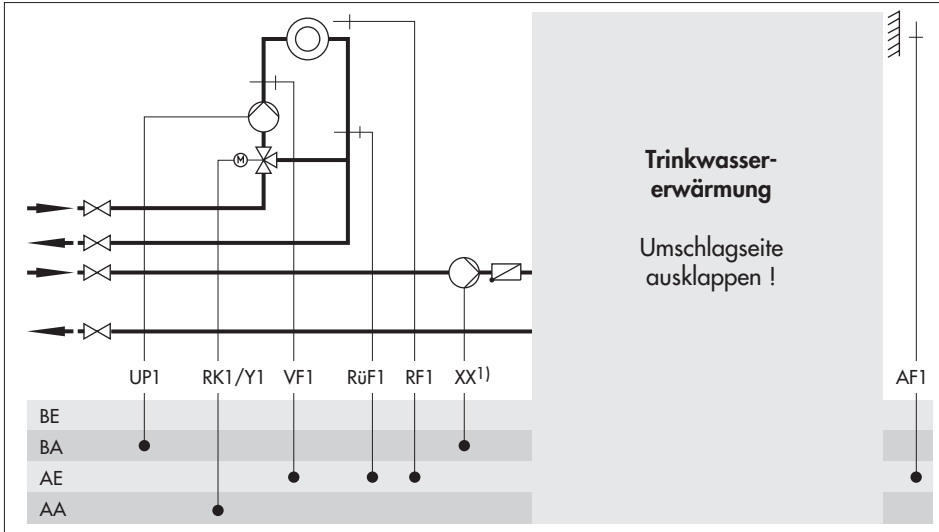 M
Trinkwasser-
erwärmung
Umschlagseite
ausklappen !
UP1 RK1/Y1 VF1 RüF1 RF1 XX1) AF1
BE
BA
AE
AA